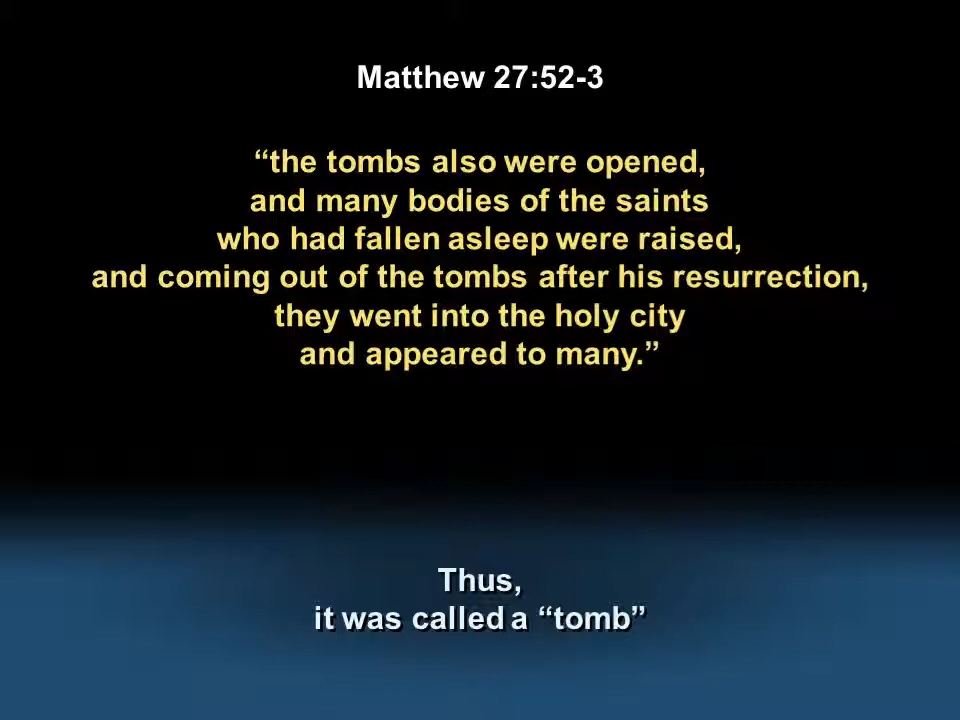 Matthew 27:52-3
“the tombs also were opened,
and many bodies of the saints
who had fallen asleep were raised,
and coming out of the tombs after his resurrection,
they went into the holy city
and appeared to many.”
Thus,
it was called a “tomb”